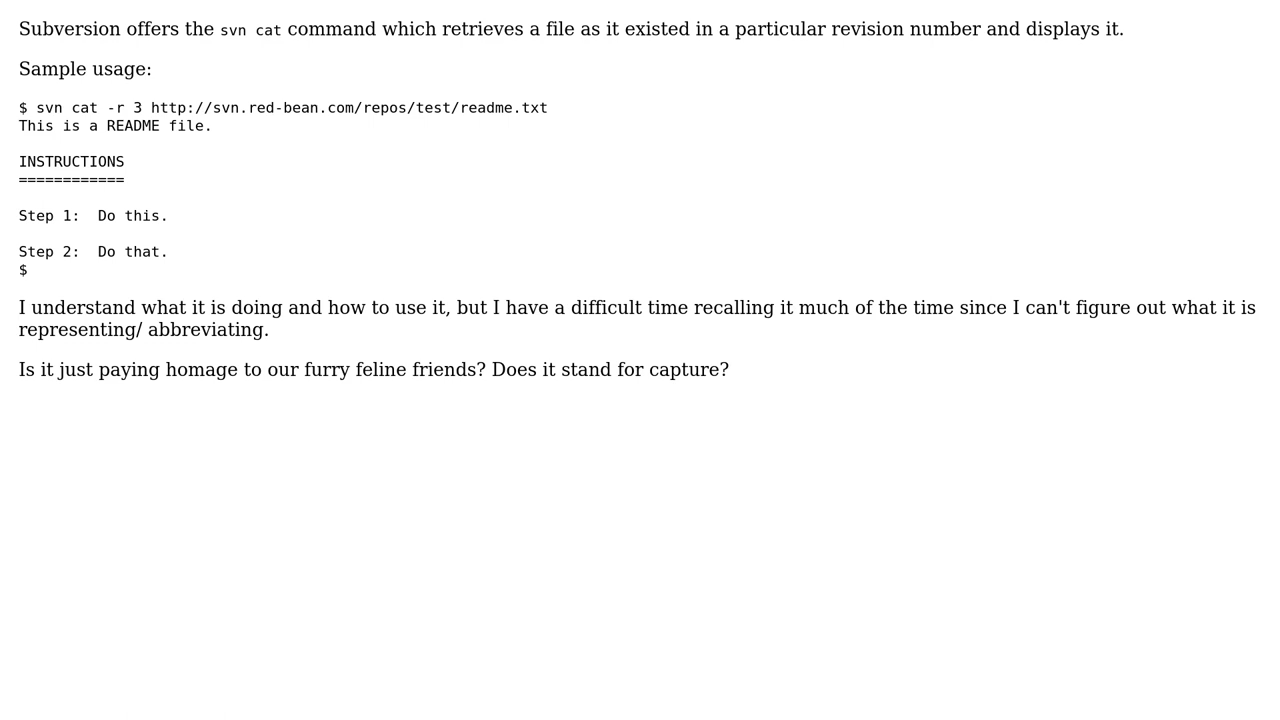 Subversion offers the svn cat command which retrieves a file as it existed in a particular revision number and displays it.
Sample usage:
$ svn cat -r 3 http://svn.red-bean.com/repos/test/readme.txt
This is a README file.
INSTRUCTIONS
============
Step 1:  Do this.
Step 2:  Do that.
$
I understand what it is doing and how to use it, but I have a difficult time recalling it much of the time since I can't figure out what it is
representing/ abbreviating.
Is it just paying homage to our furry feline friends? Does it stand for capture?